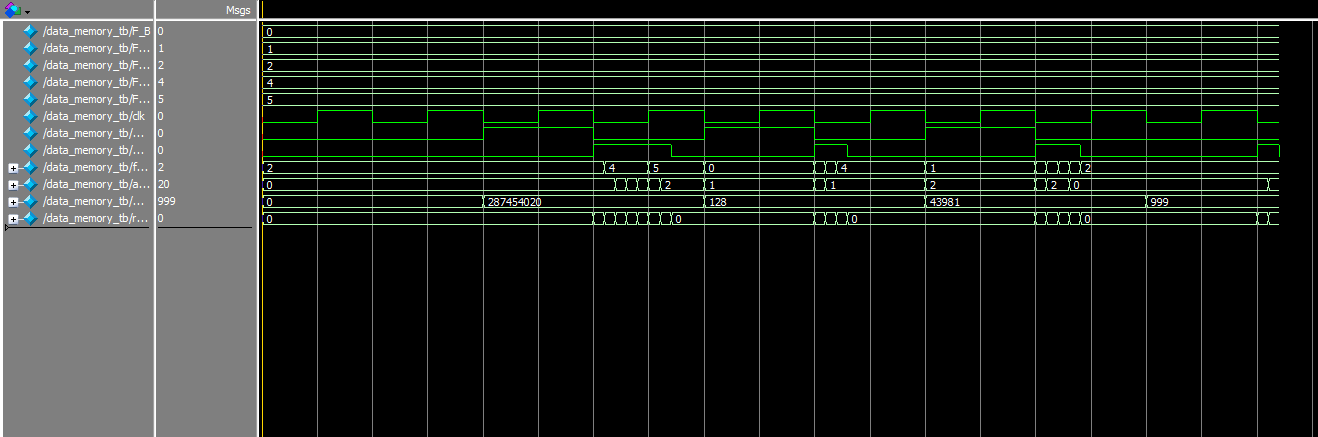 Msgs
/data_memory_tb/F_B 0 0
/data_memory_tb/F... 1 1
/data_memory_tb/F... 2 2
/data_memory_tb/F... 4 4
/data_memory_tb/F... 5 5
/data_memory_tb/clk 0
/data_memory_tb/... 0
/data_memory_tb/... 0
/data_memory_tb/f... 2 2 4 5 0 4 1 2
/data_memory_tb/a... 20 0 2 1 1 2 2 0
/data_memory_tb/... 999 0 287454020 128 43981 999
/data_memory_tb/r... 0 0 0 0 0